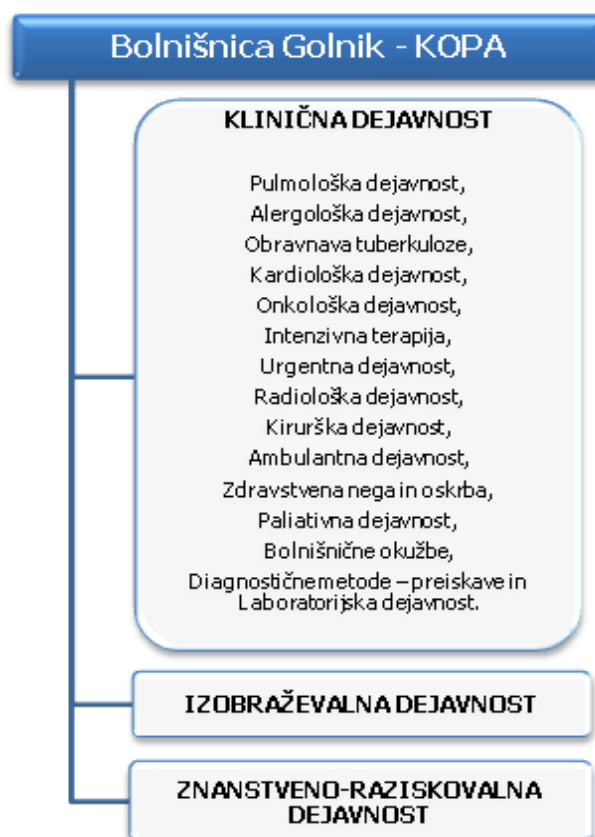 Bolnišnica Golnik - KOPA
KLINIČNA DEJAVNOST
Pulmološka dejavnost,
Alergološka dejavnost,
Obravnava tuberkuloze,
Kardiološka dejavnost,
Onkološka dejavnost,
Intenzivna terapija,
Urgentna dejavnost,
Radiološka dejavnost,
Kirurška dejavnost,
Ambulantna dejavnost,
Zdravstvena nega in oskrba,
Paliativna dejavnost,
Bolnišnične okužbe,
Diagnostične metode – preiskave in
Laboratorijska dejavnost.
IZOBRAŽEVALNA DEJAVNOST
ZNANSTVENO-RAZISKOVALNA
DEJAVNOST